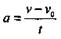 a = (v - v₀) / t